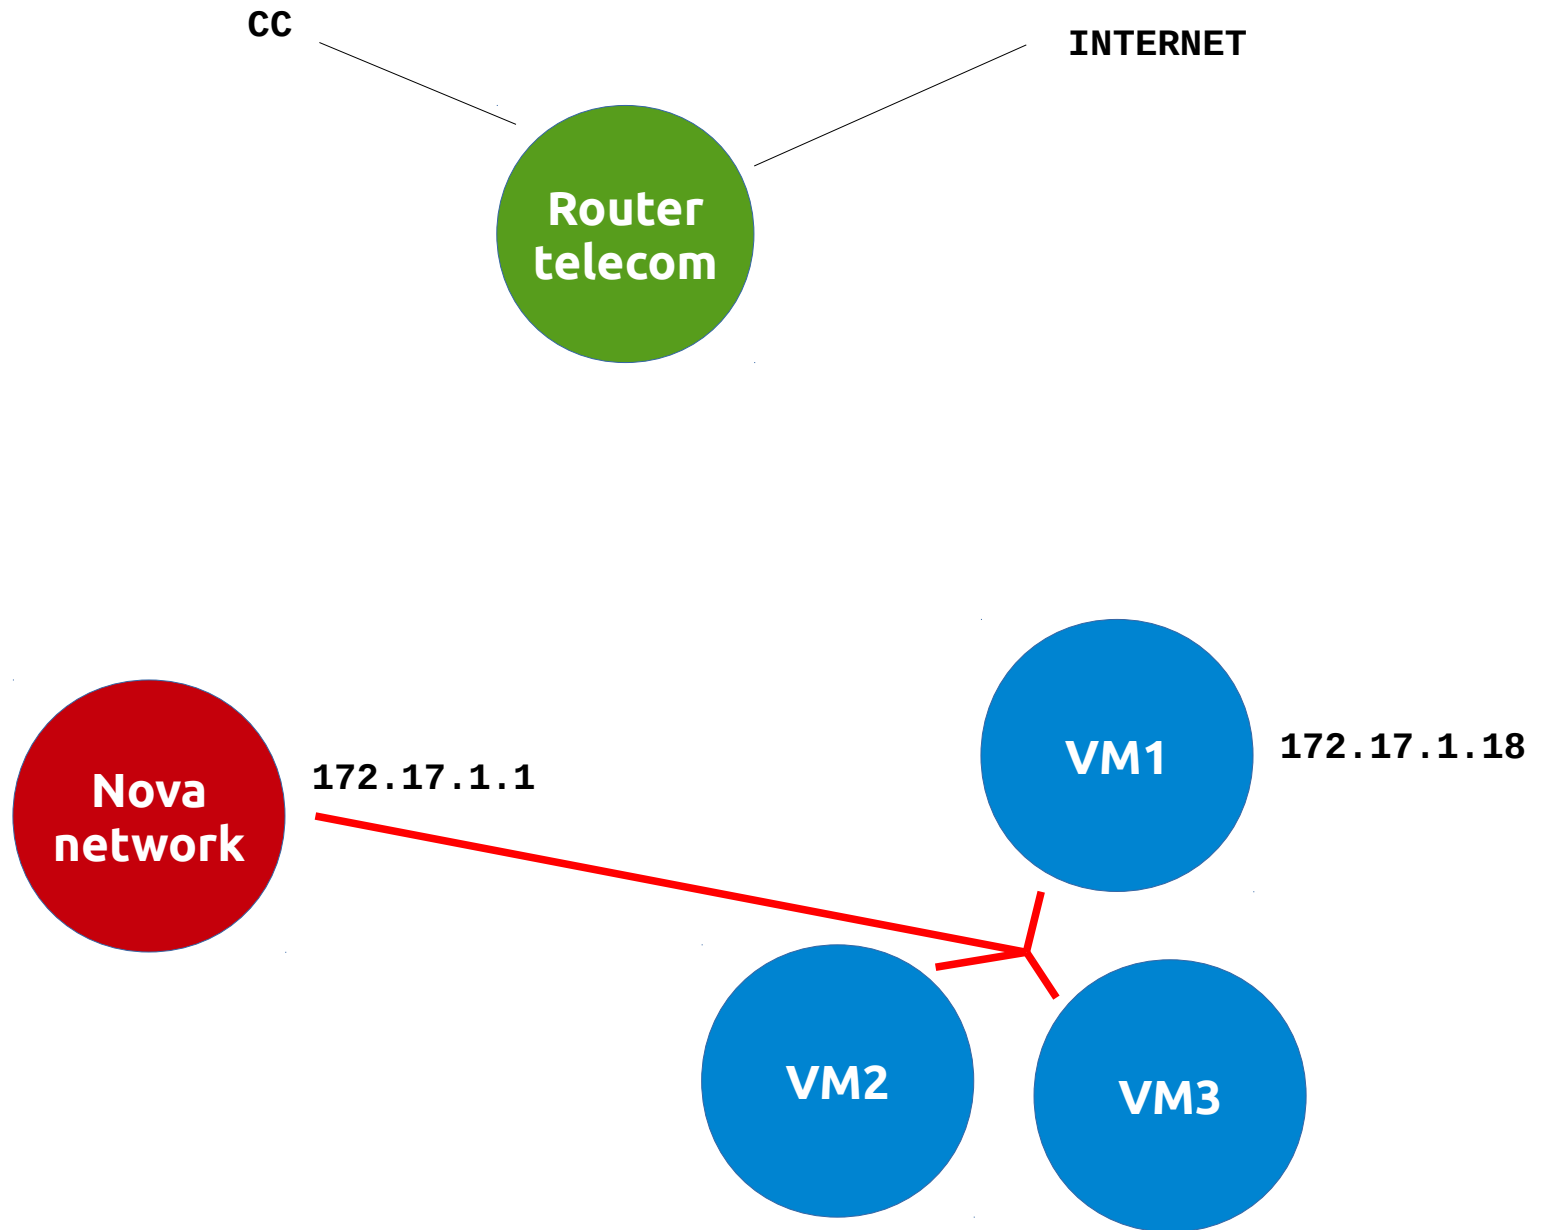 CC
INTERNET
Router
telecom
172.17.1.18
VM1
Nova
network
172.17.1.1
VM2
VM3